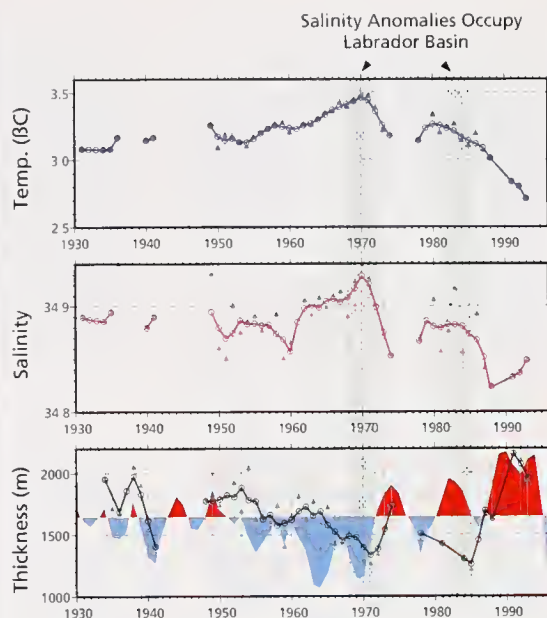 Salinity Anomalies Occupy
Labrador Basin
Temp. (ßC)
3.5
3 0
2 5
1930 1940 1950 1960 1970 1980 1990
Salinity
34 9
34 8
1930 1940 1950 1960 1970 1980 1990
Thickness (m)
2000
1500
1000
1930 1940 1950 1960 1970 1980 1990